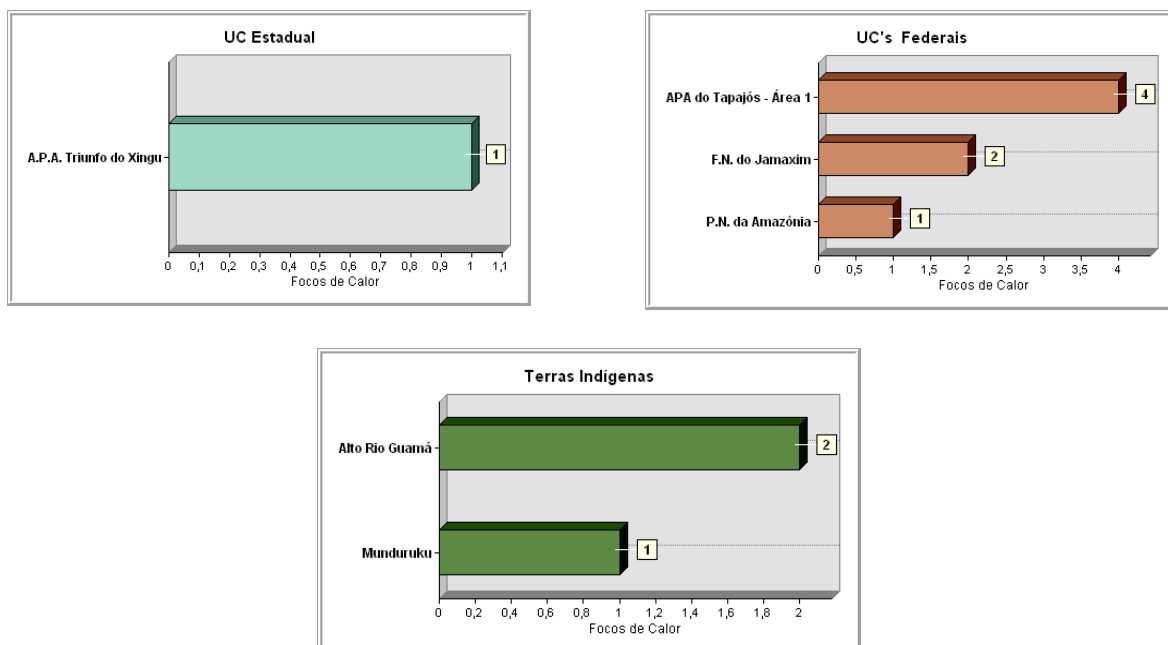 UC Estadual
A.P.A. Triunfo do Xingu
1
0 0,1 0,2 0,3 0,4 0,5 0,6 0,7 0,8 0,9 1 1,1
Focos de Calor
UC's Federais
APA do Tapajós - Área 1
4
F.N. do Jamaxim
2
P.N. da Amazónia
1
0 0,5 1 1,5 2 2,5 3 3,5 4
Focos de Calor
Terras Indígenas
Alto Rio Guamá
2
Munduruku
1
0 0,2 0,4 0,6 0,8 1 1,2 1,4 1,6 1,8 2
Focos de Calor